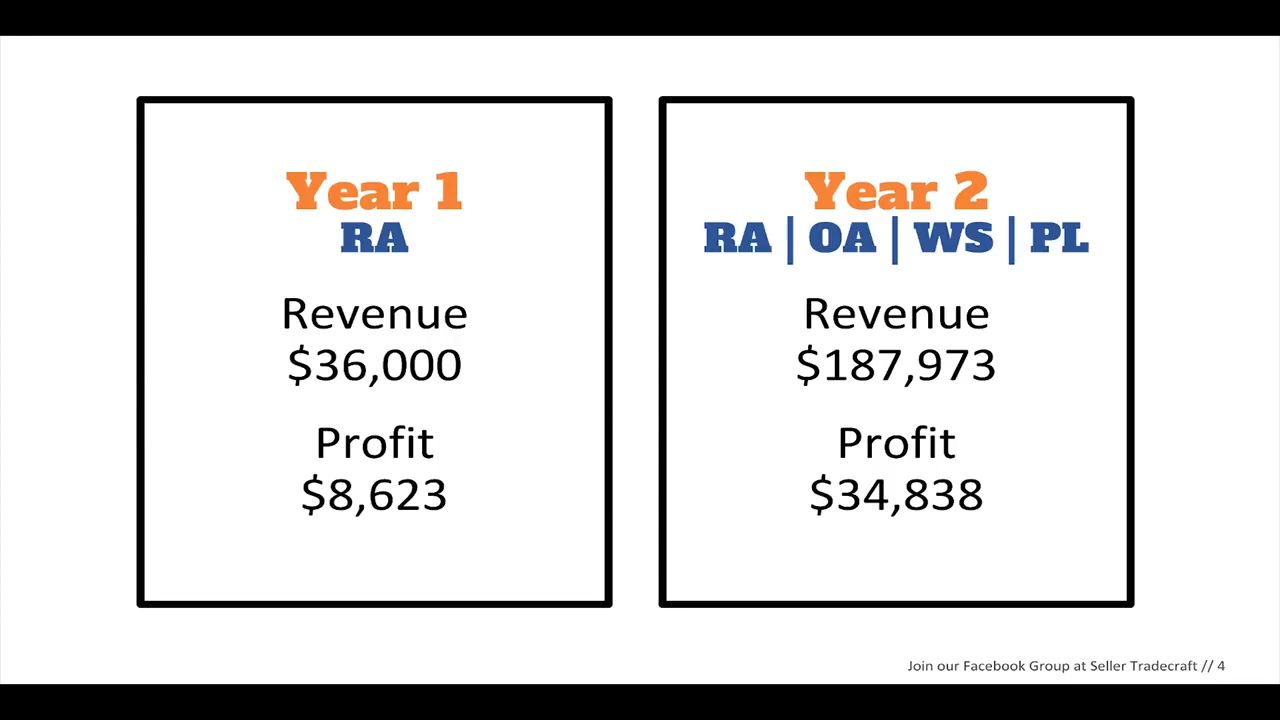 Year 1
RA
Revenue
$36,000
Profit
$8,623
Year 2
RA | OA | WS | PL
Revenue
$187,973
Profit
$34,838
Join our Facebook Group at Seller Tradecraft // 4